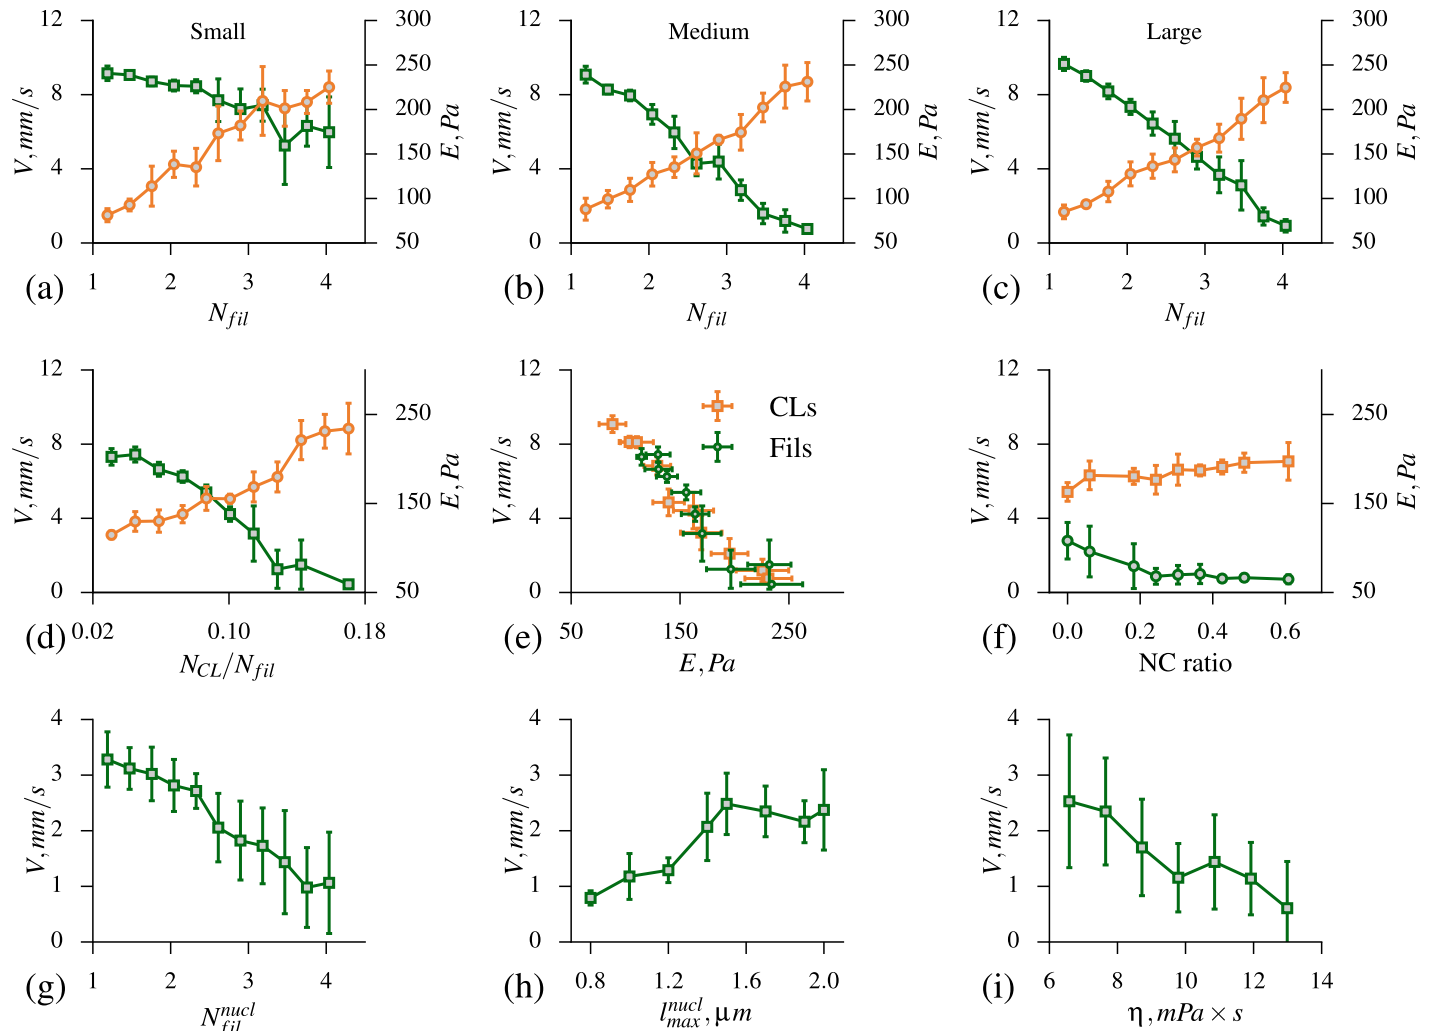 Small
12
8
4
0
V, mm/s
300
250
200
150
100
50
E, Pa
1 2 3 4
(a)
N_fil
Medium
12
8
4
0
V, mm/s
300
250
200
150
100
50
E, Pa
1 2 3 4
(b)
N_fil
Large
12
8
4
0
V, mm/s
300
250
200
150
100
50
E, Pa
1 2 3 4
(c)
N_fil
12
8
4
0
V, mm/s
250
150
50
E, Pa
0.02 0.10 0.18
(d)
N_CL/N_fil
12
8
4
0
V, mm/s
CLs
Fils
50 150 250
(e)
E, Pa
12
8
4
0
V, mm/s
250
150
50
E, Pa
0.0 0.2 0.4 0.6
(f)
NC ratio
4
3
2
1
0
V, mm/s
1 2 3 4
(g)
N_fil^nucl
4
3
2
1
0
V, mm/s
0.8 1.2 1.6 2.0
(h)
l_max^nucl, μm
4
3
2
1
0
V, mm/s
6 8 10 12 14
(i)
η, mPa × s